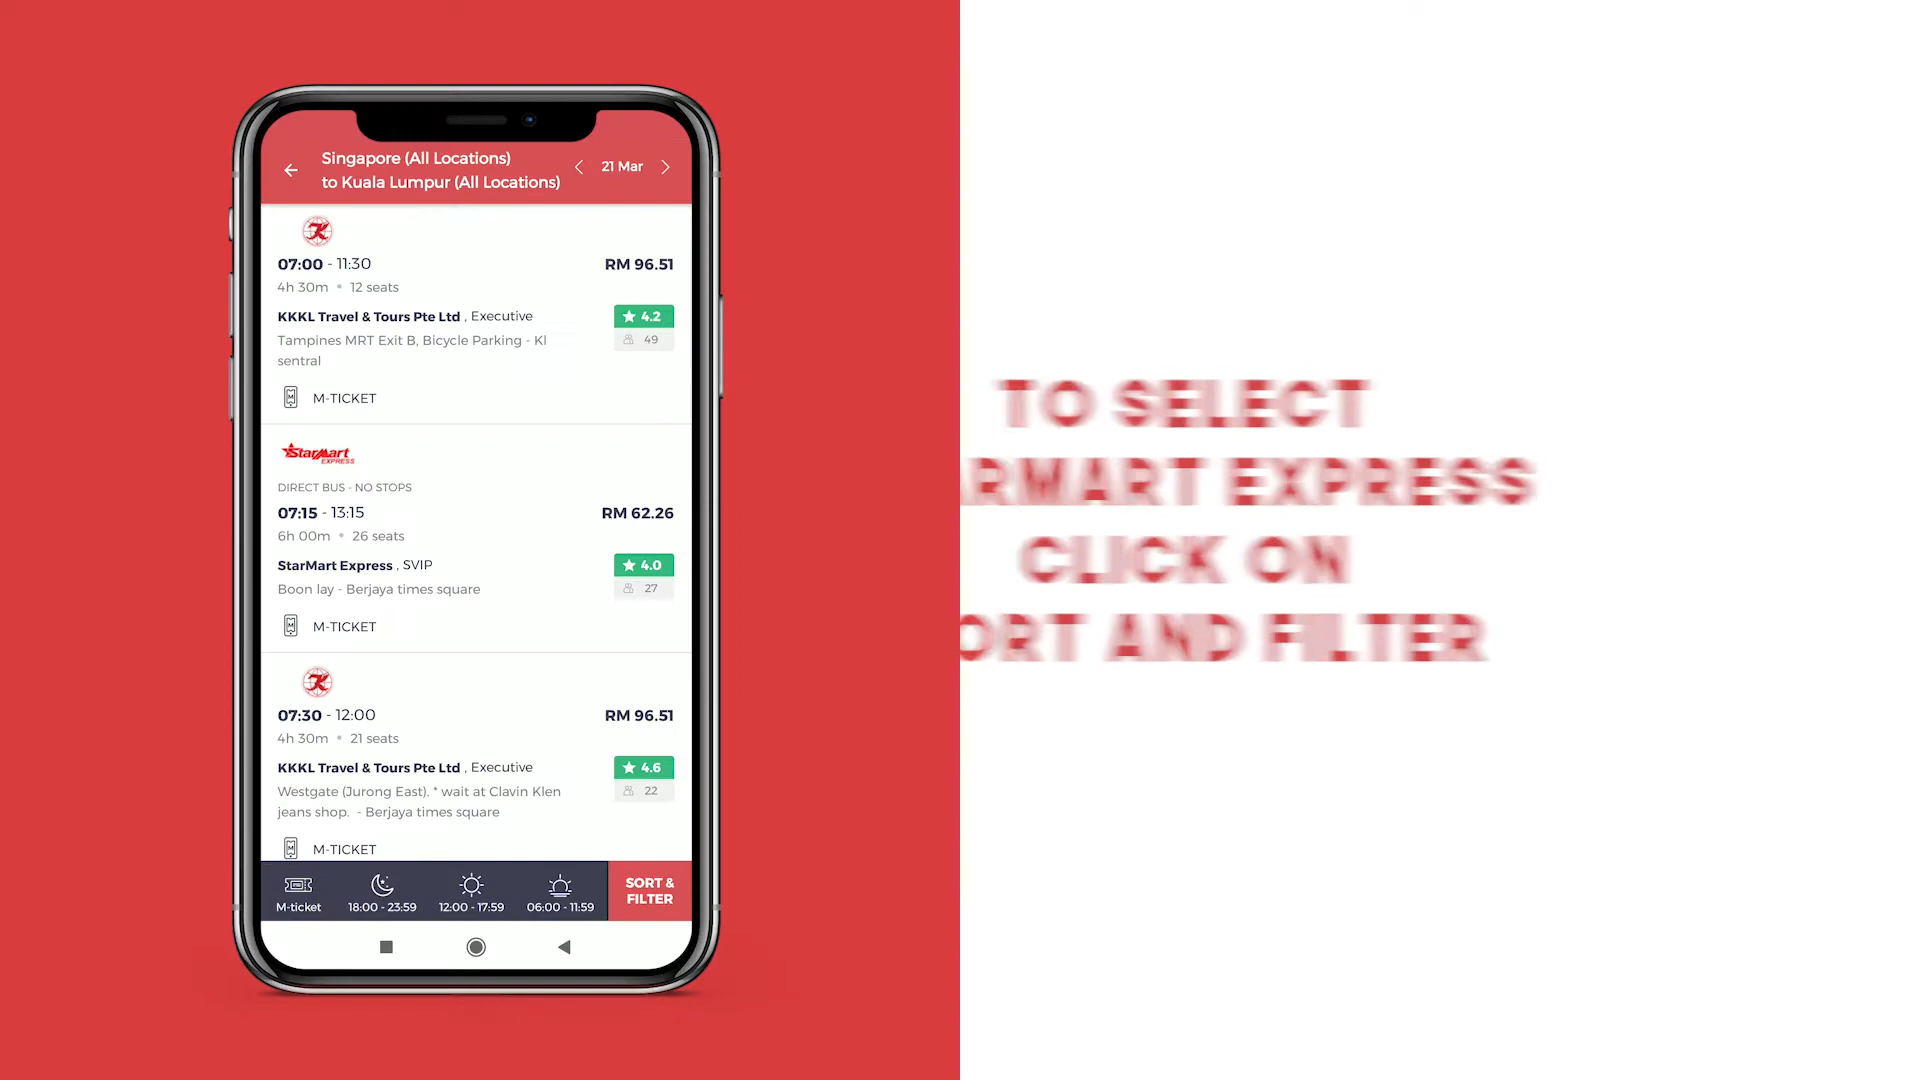 Singapore (All Locations)
to Kuala Lumpur (All Locations)
21 Mar
07:00 - 11:30
RM 96.51
4h 30m • 12 seats
KKKL Travel & Tours Pte Ltd , Executive
4.2
49
Tampines MRT Exit B, Bicycle Parking - Kl
sentral
M-TICKET
StarMart
EXPRESS
DIRECT BUS - NO STOPS
07:15 - 13:15
RM 62.26
6h 00m • 26 seats
StarMart Express , SVIP
4.0
27
Boon lay - Berjaya times square
M-TICKET
07:30 - 12:00
RM 96.51
4h 30m • 21 seats
KKKL Travel & Tours Pte Ltd , Executive
4.6
22
Westgate (Jurong East). * wait at Clavin Klen
jeans shop. - Berjaya times square
M-TICKET
M-ticket
18:00 - 23:59
12:00 - 17:59
06:00 - 11:59
SORT &
FILTER
TO SELECT
ARMART EXPRESS
CLICK ON
ORT AND FILTER